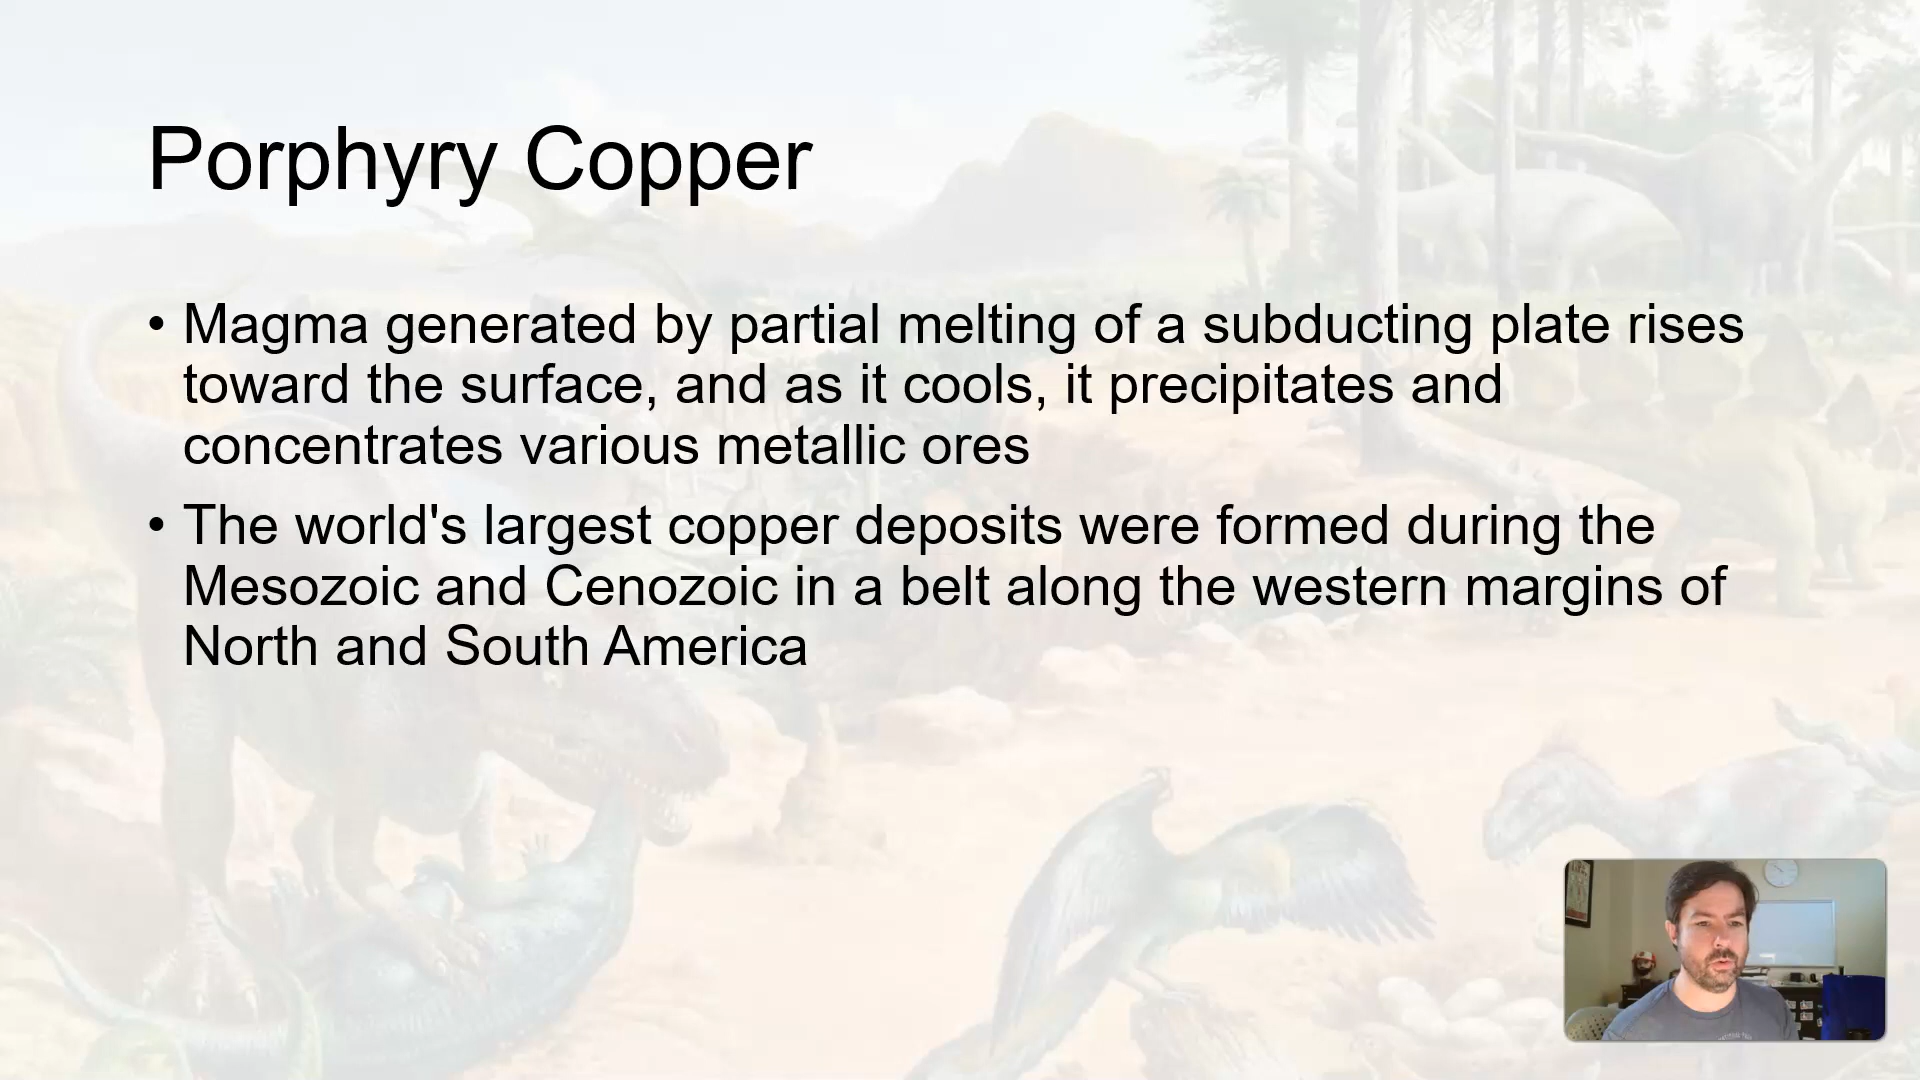 Porphyry Copper
• Magma generated by partial melting of a subducting plate rises
toward the surface, and as it cools, it precipitates and
concentrates various metallic ores
• The world's largest copper deposits were formed during the
Mesozoic and Cenozoic in a belt along the western margins of
North and South America